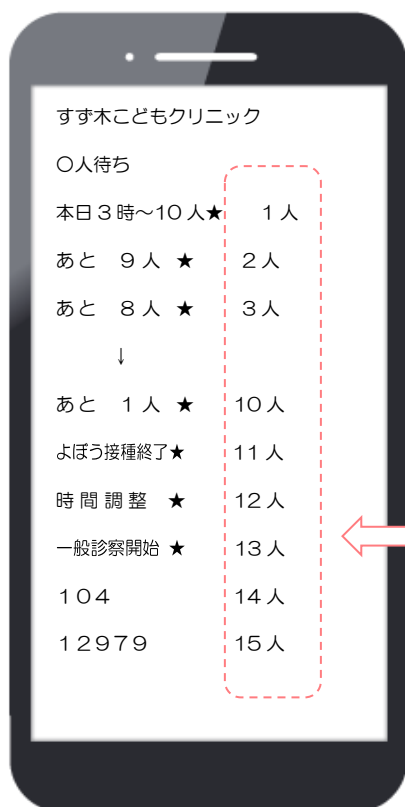 すず木こどもクリニック
〇人待ち
本日3時～10人★ 1人
あと 9人 ★ 2人
あと 8人 ★ 3人
↓
あと 1人 ★ 10人
よぼう接種終了★ 11人
時間調整 ★ 12人
一般診察開始 ★ 13人
104 14人
12979 15人